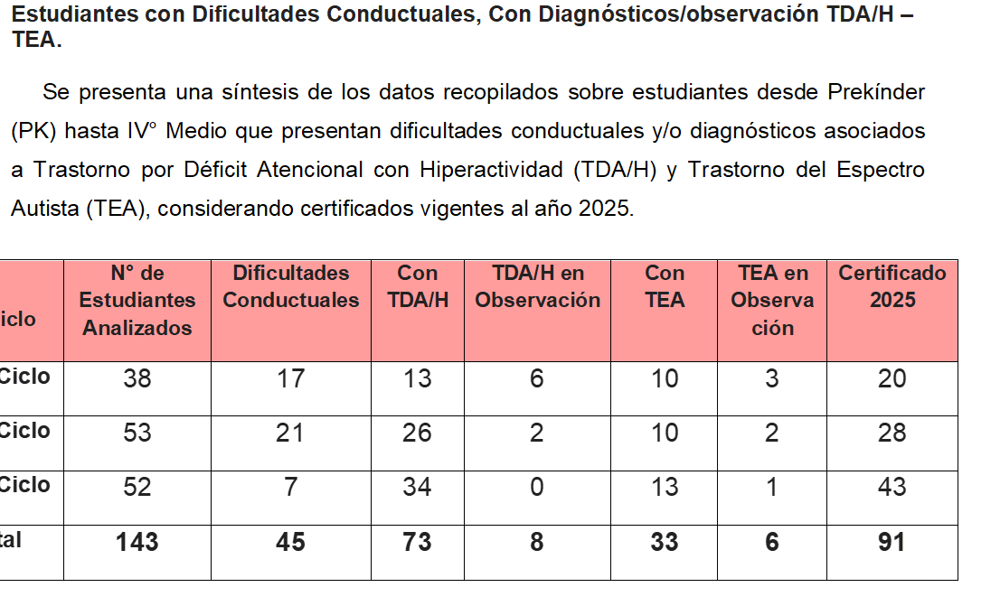 Estudiantes con Dificultades Conductuales, Con Diagnósticos/observación TDA/H –
TEA.
Se presenta una síntesis de los datos recopilados sobre estudiantes desde Prekínder
(PK) hasta IV° Medio que presentan dificultades conductuales y/o diagnósticos asociados
a Trastorno por Déficit Atencional con Hiperactividad (TDA/H) y Trastorno del Espectro
Autista (TEA), considerando certificados vigentes al año 2025.
iclo N° de Estudiantes Analizados Dificultades Conductuales Con TDA/H TDA/H en Observación Con TEA TEA en Observa ción Certificado 2025
Ciclo 38 17 13 6 10 3 20
Ciclo 53 21 26 2 10 2 28
Ciclo 52 7 34 0 13 1 43
tal 143 45 73 8 33 6 91